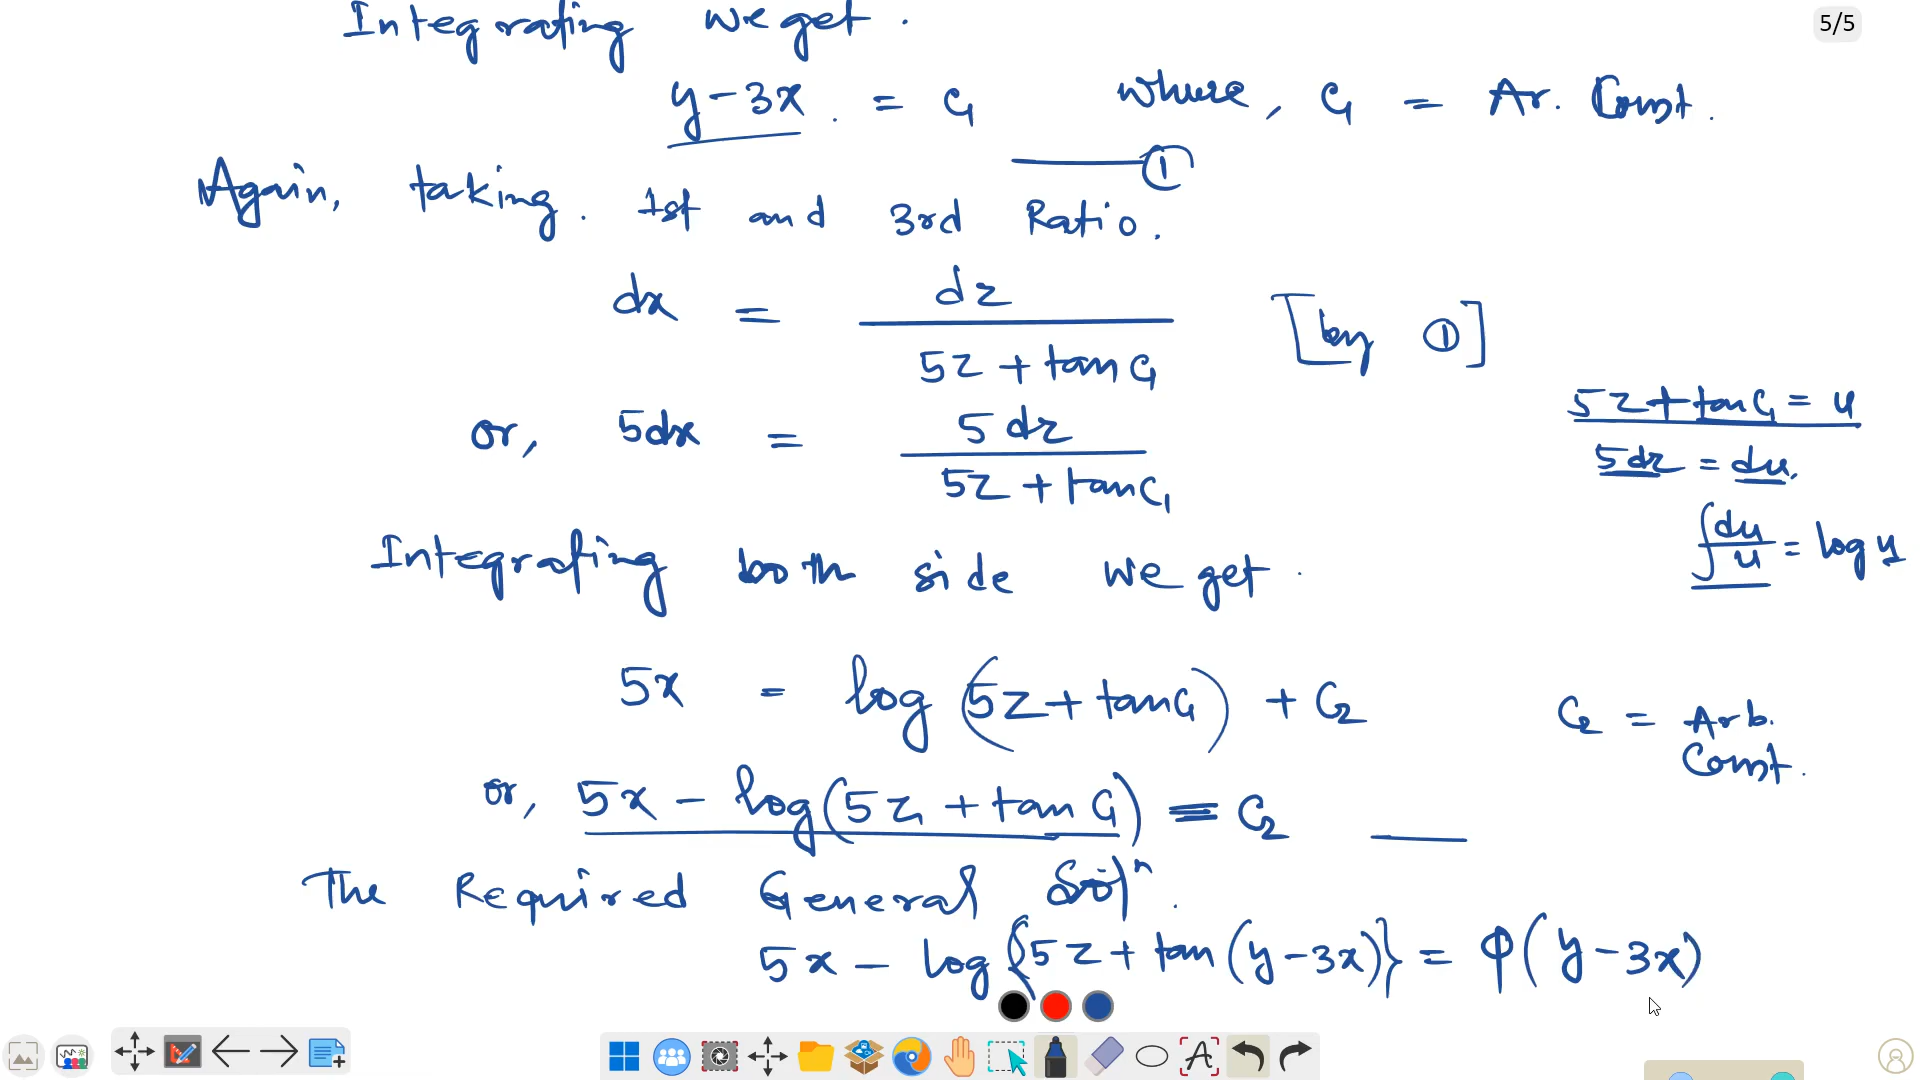 Integrating we get.
5/5
y - 3x = C₁ where, C₁ = Ar. Const.
①
Again, taking. 1st and 3rd Ratio.
dx = dz / (5z + tan C₁) [by ①]
or, 5dx = 5dz / (5z + tan C₁)
5z + tan C₁ = u
5dz = du.
∫ du/u = log u
Integrating both side we get.
5x = log (5z + tan C₁) + C₂
C₂ = Arb. Const.
or, 5x - log (5z + tan C₁) = C₂
The Required General Solⁿ.
5x - log {5z + tan (y - 3x)} = φ (y - 3x)